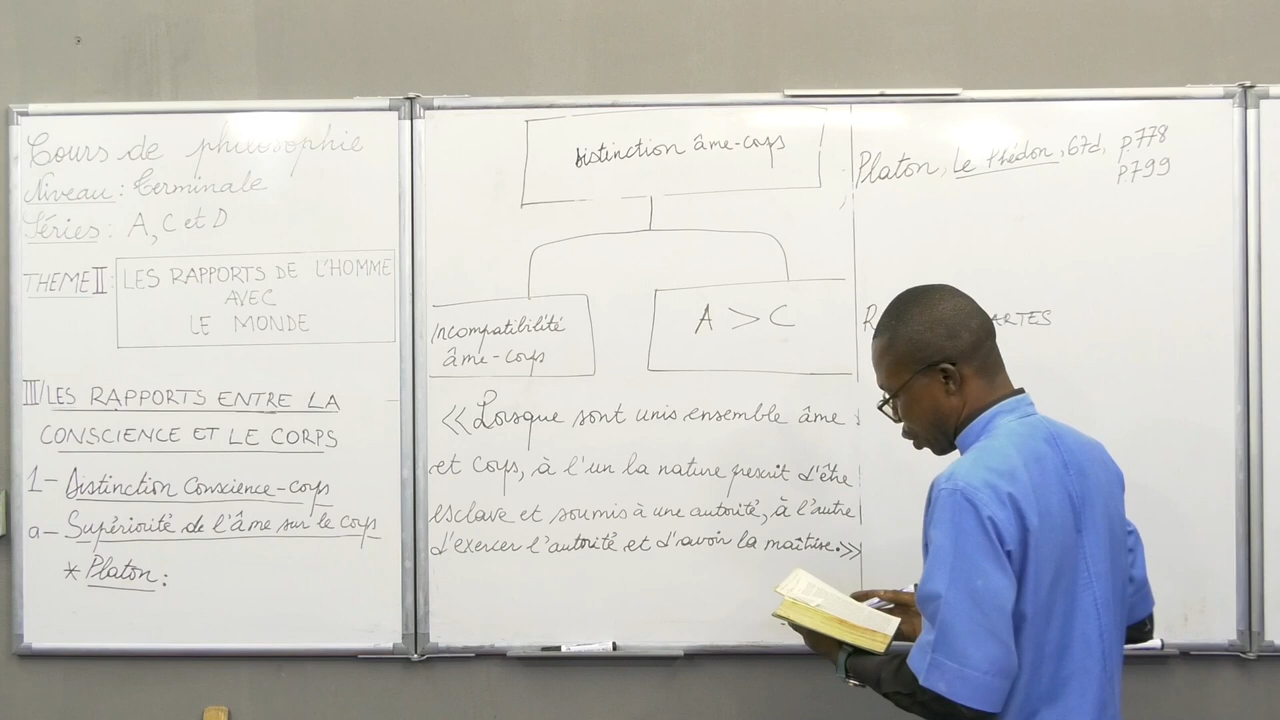 Cours de philosophie
Niveau : Terminale
Séries : A, C et D
THEME II:
LES RAPPORTS DE L'HOMME
AVEC
LE MONDE
III/LES RAPPORTS ENTRE LA
CONSCIENCE ET LE CORPS
1- Distinction Conscience-corps
a- Supériorité de l'âme sur le corps
* Platon :
Distinction âme-corps
Incompatibilité
âme-corps
A > C
<< Lorsque sont unis ensemble âme
et corps, à l'un la nature prescrit d'être
esclave et soumis à une autorité, à l'autre
d'exercer l'autorité et d'avoir la maîtrise.>>
Platon, Le Phédon, 67d, p.778
p.799